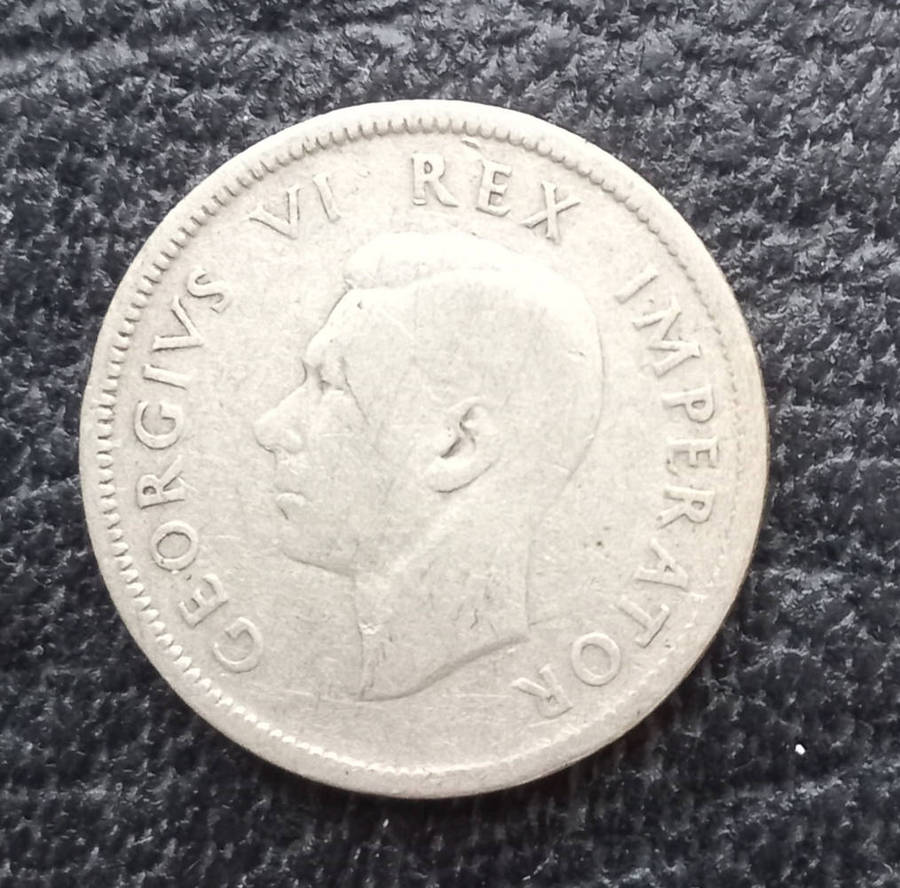 GEORGIVS VI REX IMPERATOR